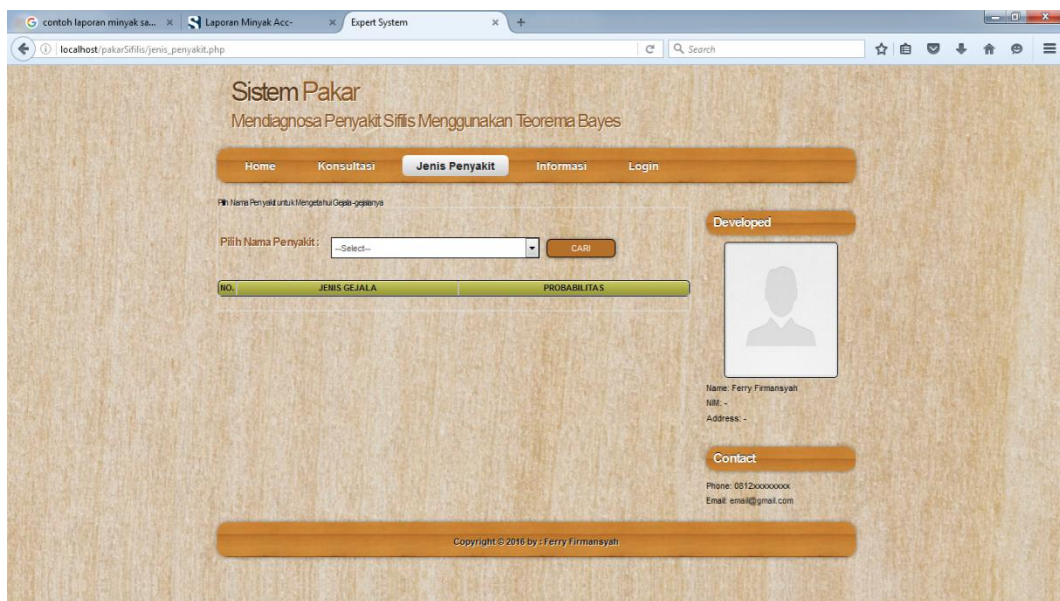 contoh laporan minyak sa...
Laporan Minyak Acc-
Expert System
localhost/pakarSifilis/jenis_penyakit.php
Search
Sistem Pakar
Mendiagnosa Penyakit Sifilis Menggunakan Teorema Bayes
Home Konsultasi Jenis Penyakit Informasi Login
Pilih Nama Penyakit untuk Mengetahui Gejala-gejalanya
Pilih Nama Penyakit :
--Select--
CARI
NO. JENIS GEJALA PROBABILITAS
Developed
Name: Ferry Firmansyah
NIM: -
Address: -
Contact
Phone: 0812xxxxxxxx
Email: email@gmail.com
Copyright © 2016 by : Ferry Firmansyah